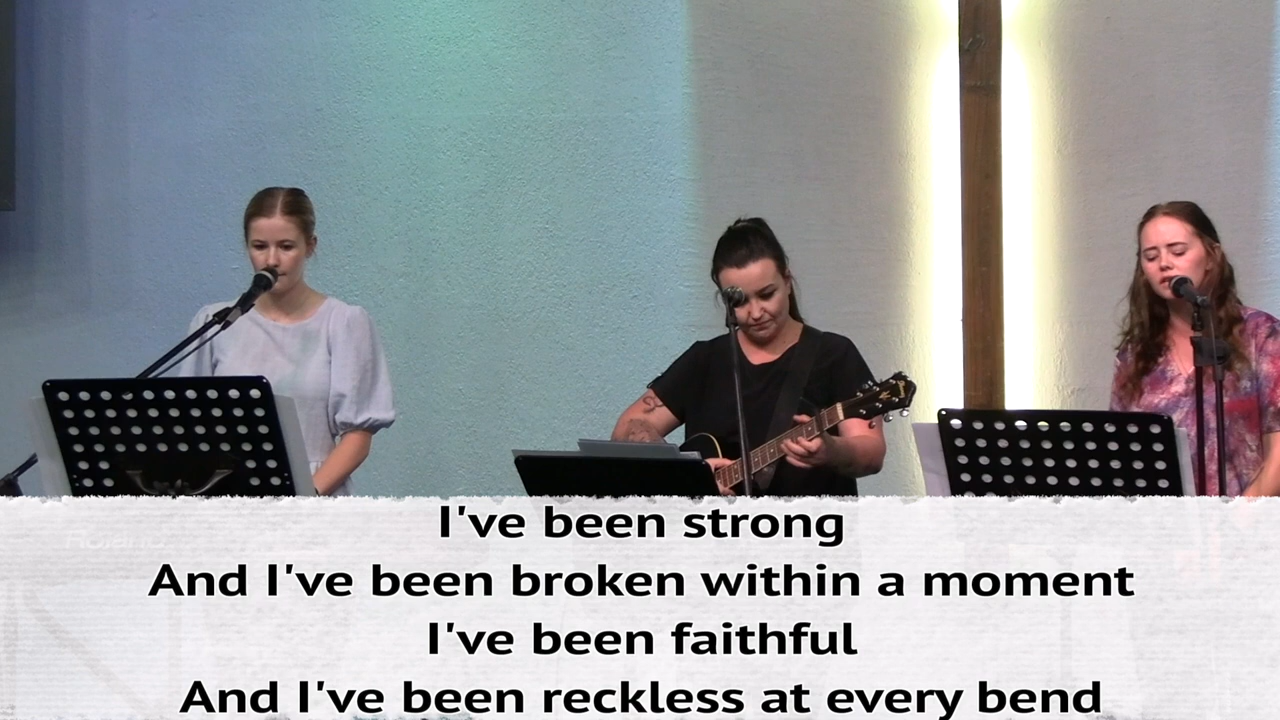 I've been strong
And I've been broken within a moment
I've been faithful
And I've been reckless at every bend